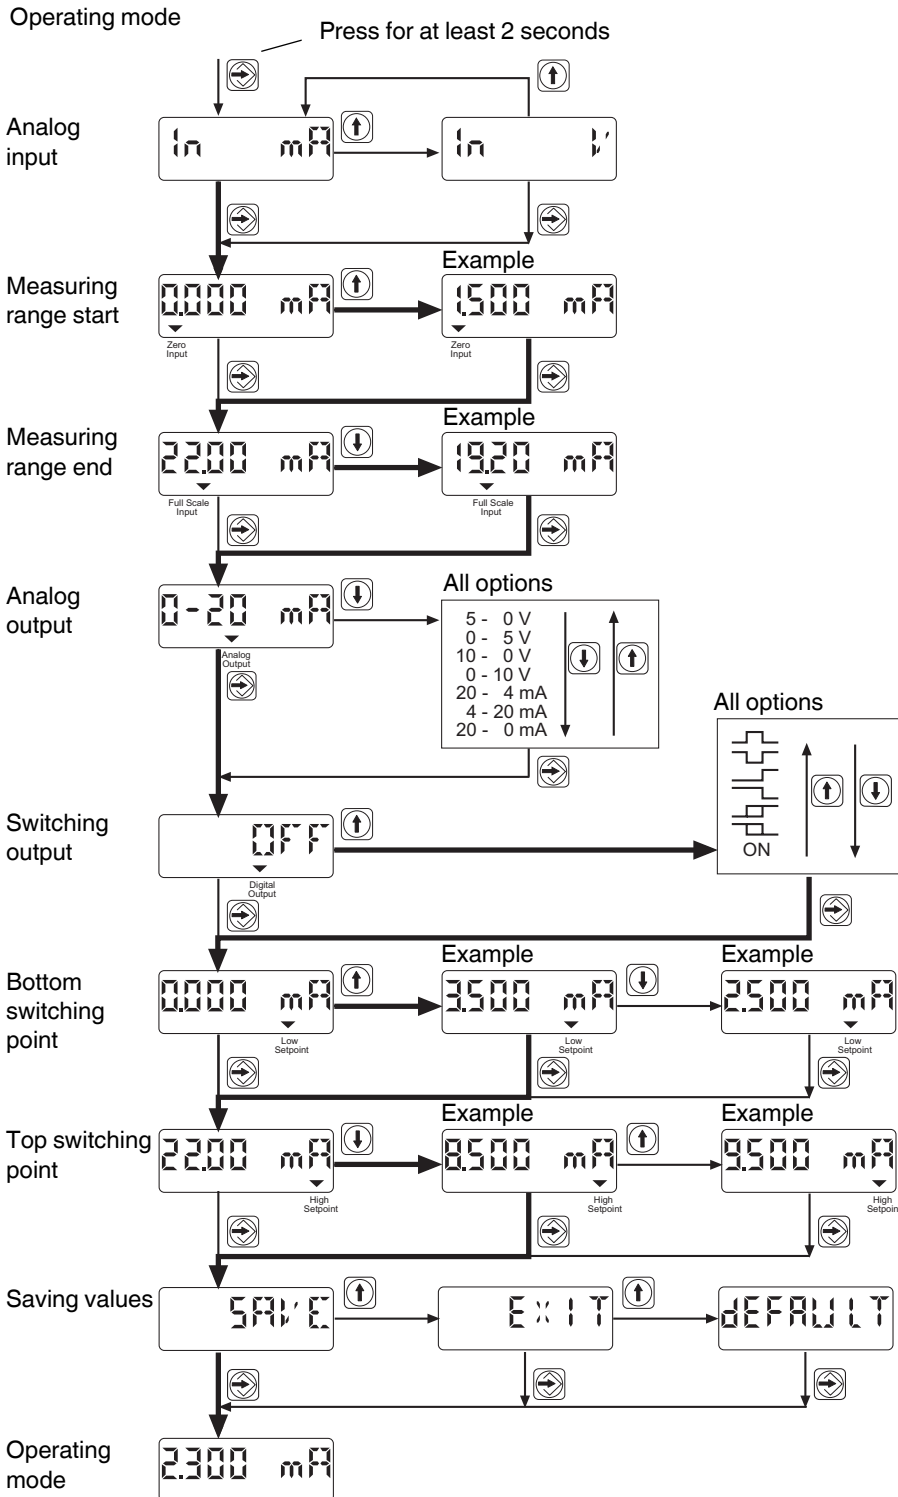 Operating mode
Press for at least 2 seconds
Analog
input
In mA
In V
Measuring
range start
0.000 mA
Zero
Input
Example
1.500 mA
Zero
Input
Measuring
range end
22.00 mA
Full Scale
Input
Example
19.20 mA
Full Scale
Input
Analog
output
0-20 mA
Analog
Output
All options
5 - 0 V
0 - 5 V
10 - 0 V
0 - 10 V
20 - 4 mA
4 - 20 mA
20 - 0 mA
Switching
output
OFF
Digital
Output
All options
ON
Bottom
switching
point
0.000 mA
Low
Setpoint
Example
3.500 mA
Low
Setpoint
Example
2.500 mA
Low
Setpoint
Top switching
point
22.00 mA
High
Setpoint
Example
8.500 mA
High
Setpoint
Example
9.500 mA
High
Setpoin
Saving values
SAVE
EXIT
dEFAULT
Operating
mode
2.300 mA